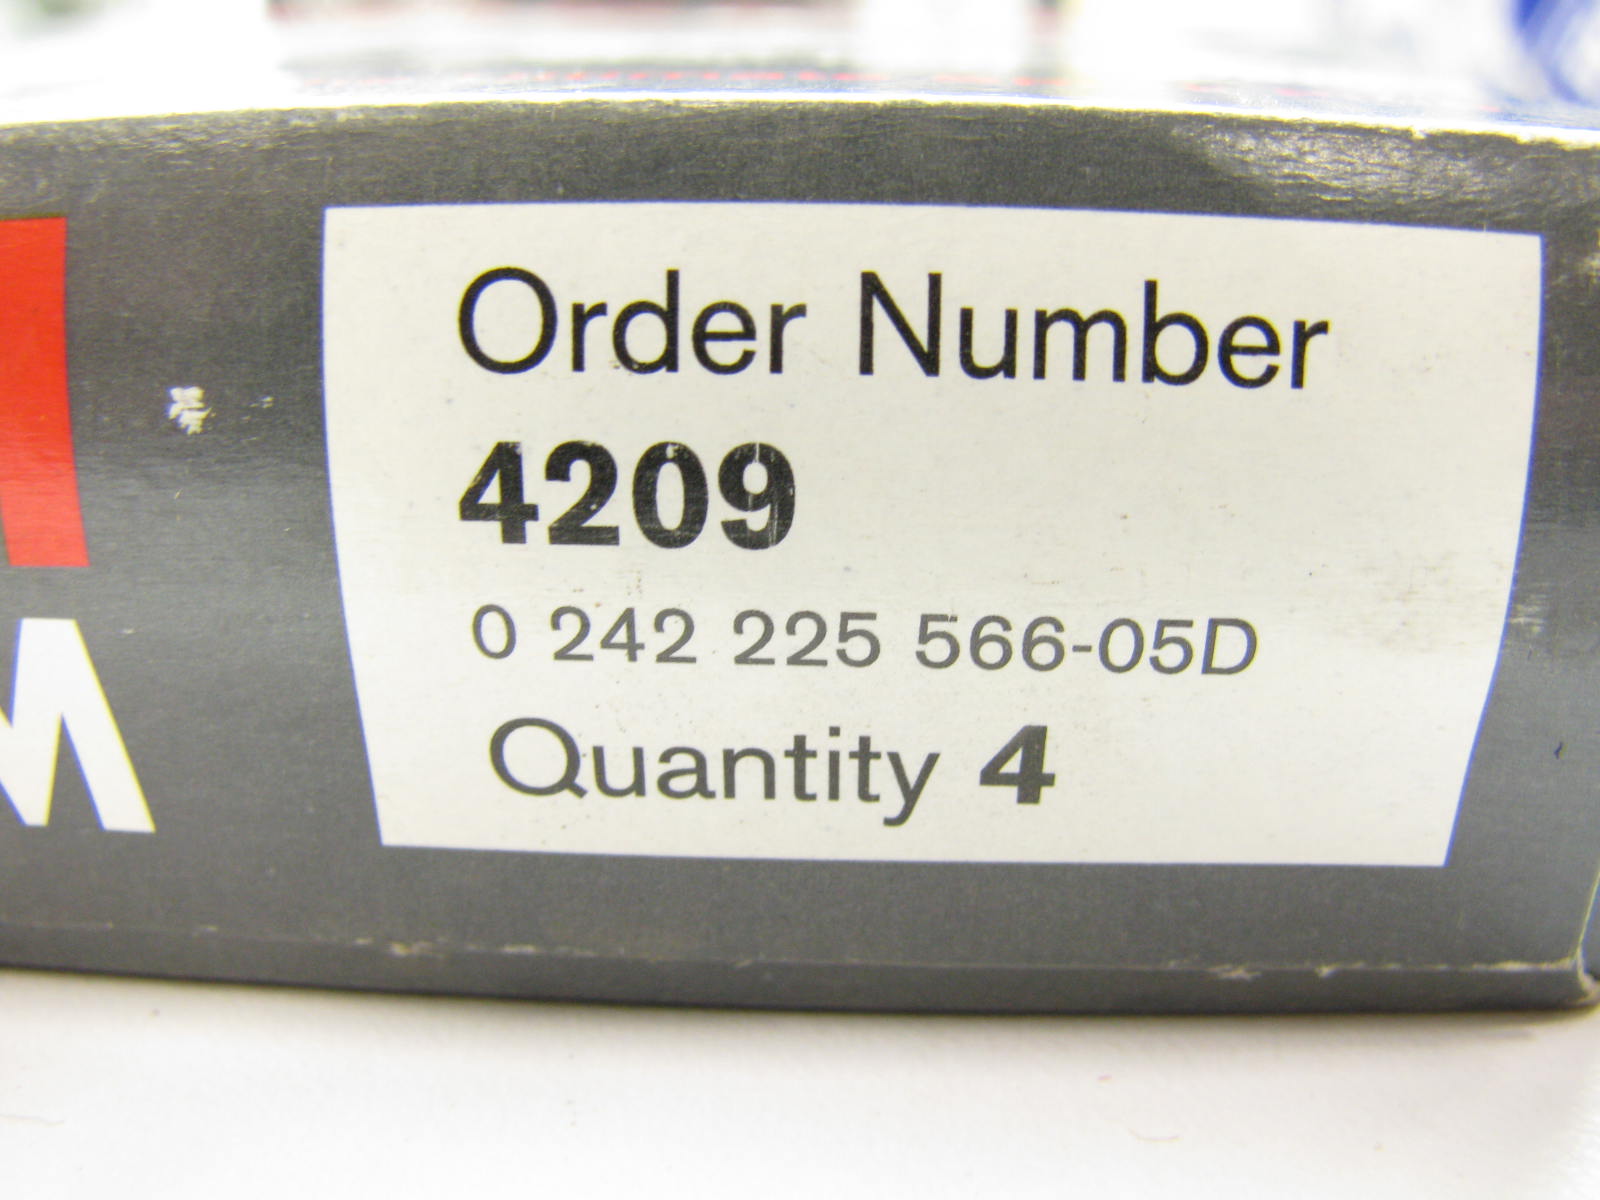 Order Number
4209
0 242 225 566-05D
Quantity 4